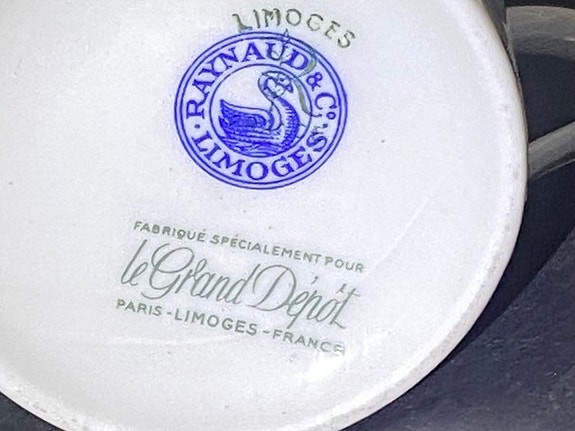 LIMOGES
RAYNAUD & Cº
· LIMOGES ·
FABRIQUÉ SPÉCIALEMENT POUR
le Grand Dépôt
PARIS - LIMOGES - FRANCE